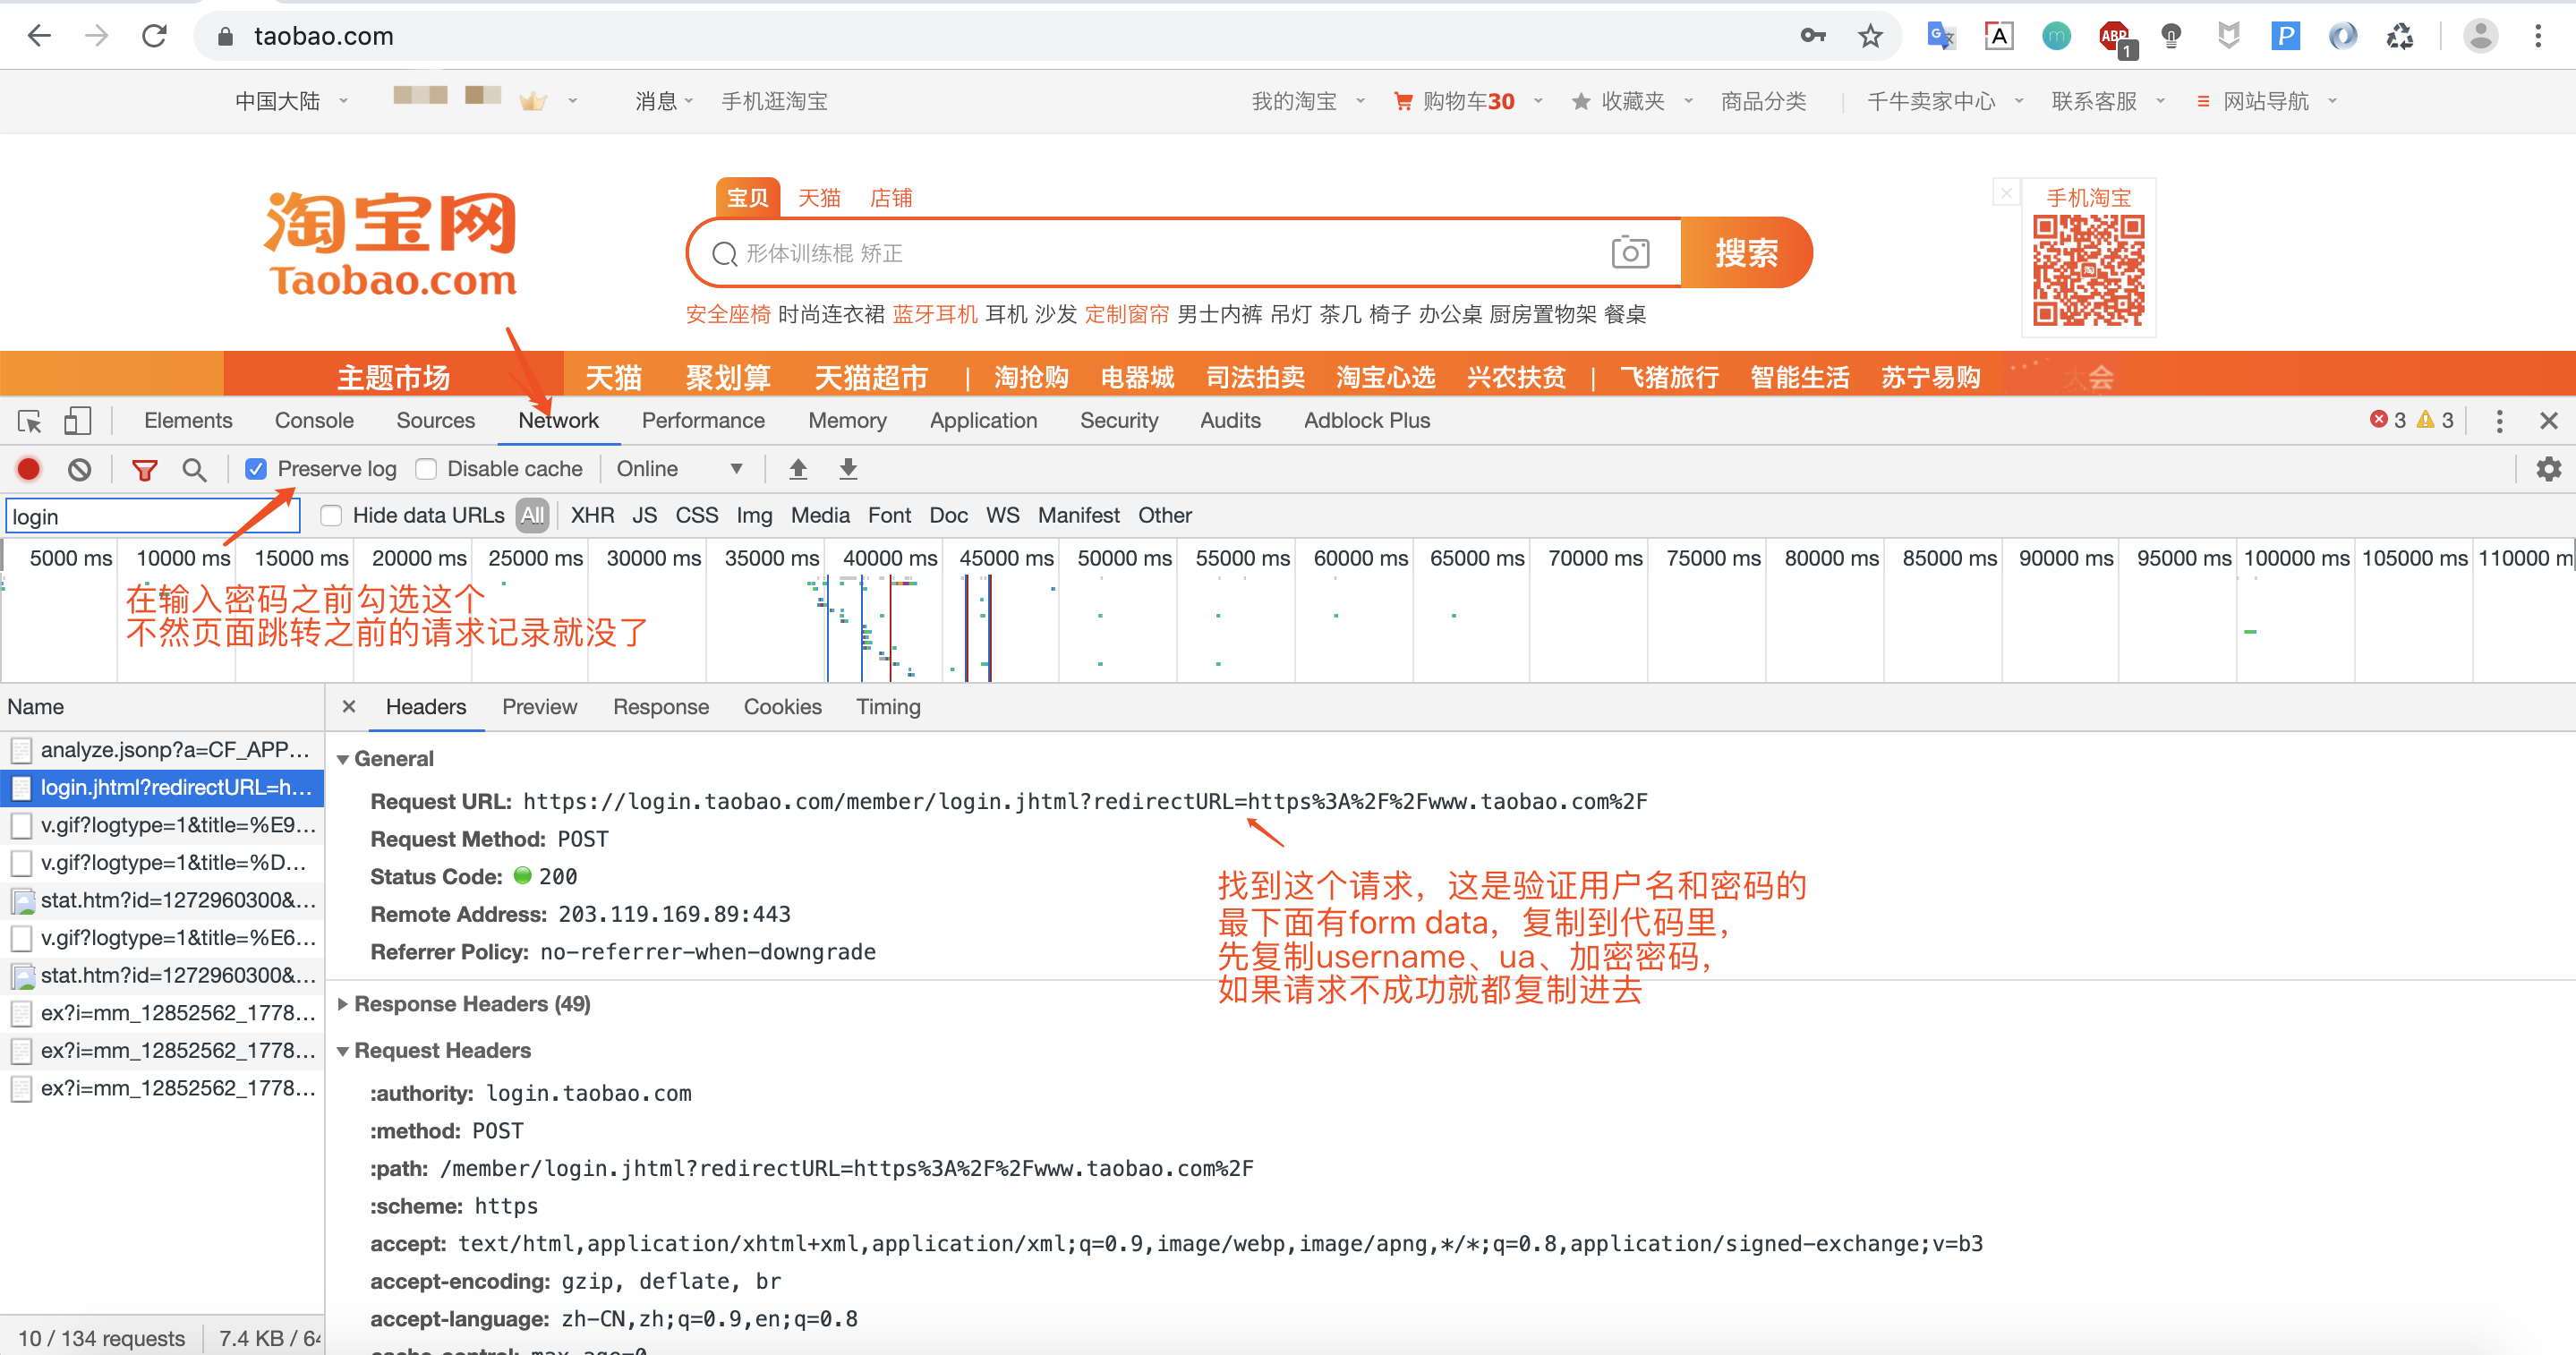 taobao.com
ABP
1
中国大陆
消息
手机逛淘宝
我的淘宝
购物车30
收藏夹
商品分类
千牛卖家中心
联系客服
网站导航
淘宝网
Taobao.com
宝贝 天猫 店铺
形体训练棍 矫正
搜索
手机淘宝
安全座椅 时尚连衣裙 蓝牙耳机 耳机 沙发 定制窗帘 男士内裤 吊灯 茶几 椅子 办公桌 厨房置物架 餐桌
主题市场 天猫 聚划算 天猫超市 | 淘抢购 电器城 司法拍卖 淘宝心选 兴农扶贫 | 飞猪旅行 智能生活 苏宁易购 大会
Elements Console Sources Network Performance Memory Application Security Audits Adblock Plus 3 3
Preserve log Disable cache Online
login Hide data URLs All XHR JS CSS Img Media Font Doc WS Manifest Other
5000 ms 10000 ms 15000 ms 20000 ms 25000 ms 30000 ms 35000 ms 40000 ms 45000 ms 50000 ms 55000 ms 60000 ms 65000 ms 70000 ms 75000 ms 80000 ms 85000 ms 90000 ms 95000 ms 100000 ms 105000 ms 110000 m
在输入密码之前勾选这个
不然页面跳转之前的请求记录就没了
Name
analyze.jsonp?a=CF_APP...
login.jhtml?redirectURL=h...
v.gif?logtype=1&title=%E9...
v.gif?logtype=1&title=%D...
stat.htm?id=1272960300&...
v.gif?logtype=1&title=%E6...
stat.htm?id=1272960300&...
ex?i=mm_12852562_1778...
ex?i=mm_12852562_1778...
ex?i=mm_12852562_1778...
10 / 134 requests 7.4 KB / 64
Headers Preview Response Cookies Timing
General
Request URL: https://login.taobao.com/member/login.jhtml?redirectURL=https%3A%2F%2Fwww.taobao.com%2F
Request Method: POST
Status Code: 200
Remote Address: 203.119.169.89:443
Referrer Policy: no-referrer-when-downgrade
找到这个请求，这是验证用户名和密码的
最下面有form data，复制到代码里，
先复制username、ua、加密密码，
如果请求不成功就都复制进去
Response Headers (49)
Request Headers
:authority: login.taobao.com
:method: POST
:path: /member/login.jhtml?redirectURL=https%3A%2F%2Fwww.taobao.com%2F
:scheme: https
accept: text/html,application/xhtml+xml,application/xml;q=0.9,image/webp,image/apng,*/*;q=0.8,application/signed-exchange;v=b3
accept-encoding: gzip, deflate, br
accept-language: zh-CN,zh;q=0.9,en;q=0.8
cache-control: max-age=0